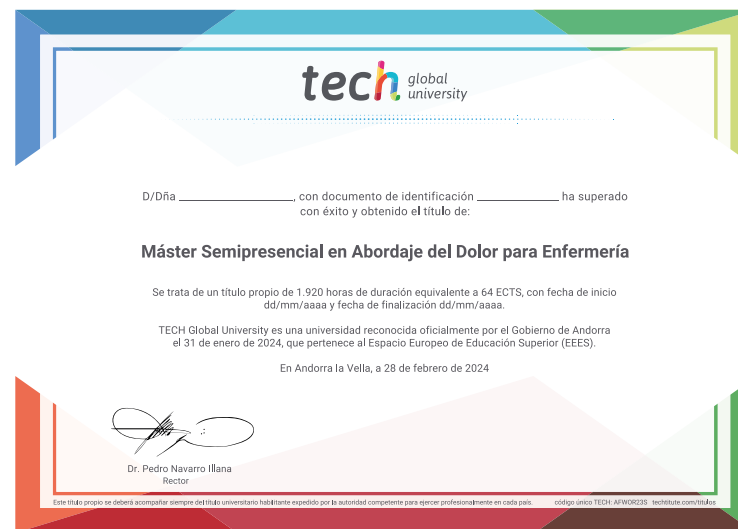 tech global university
D/Dña ____________________, con documento de identificación ______________ ha superado
con éxito y obtenido el título de:
Máster Semipresencial en Abordaje del Dolor para Enfermería
Se trata de un título propio de 1.920 horas de duración equivalente a 64 ECTS, con fecha de inicio
dd/mm/aaaa y fecha de finalización dd/mm/aaaa.
TECH Global University es una universidad reconocida oficialmente por el Gobierno de Andorra
el 31 de enero de 2024, que pertenece al Espacio Europeo de Educación Superior (EEES).
En Andorra la Vella, a 28 de febrero de 2024
Dr. Pedro Navarro Illana
Rector
Este título propio se deberá acompañar siempre del título universitario habilitante expedido por la autoridad competente para ejercer profesionalmente en cada país. código único TECH: AFWOR23S techtitute.com/titulos